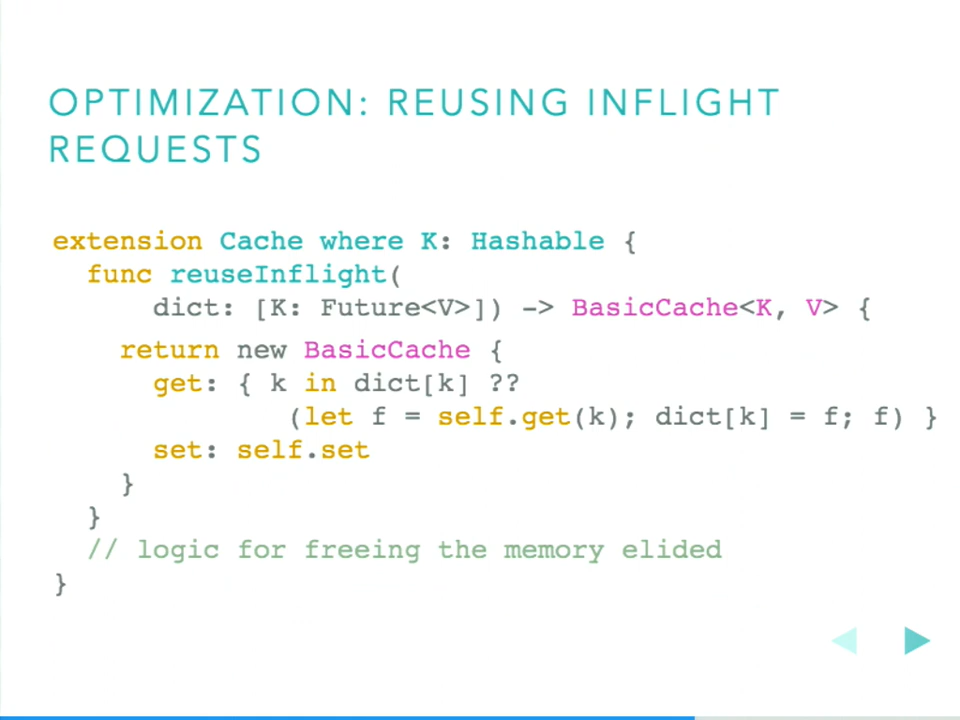 OPTIMIZATION: REUSING INFLIGHT
REQUESTS
extension Cache where K: Hashable {
func reuseInflight(
dict: [K: Future<V>]) -> BasicCache<K, V> {
return new BasicCache {
get: { k in dict[k] ??
(let f = self.get(k); dict[k] = f; f) }
set: self.set
}
}
// logic for freeing the memory elided
}